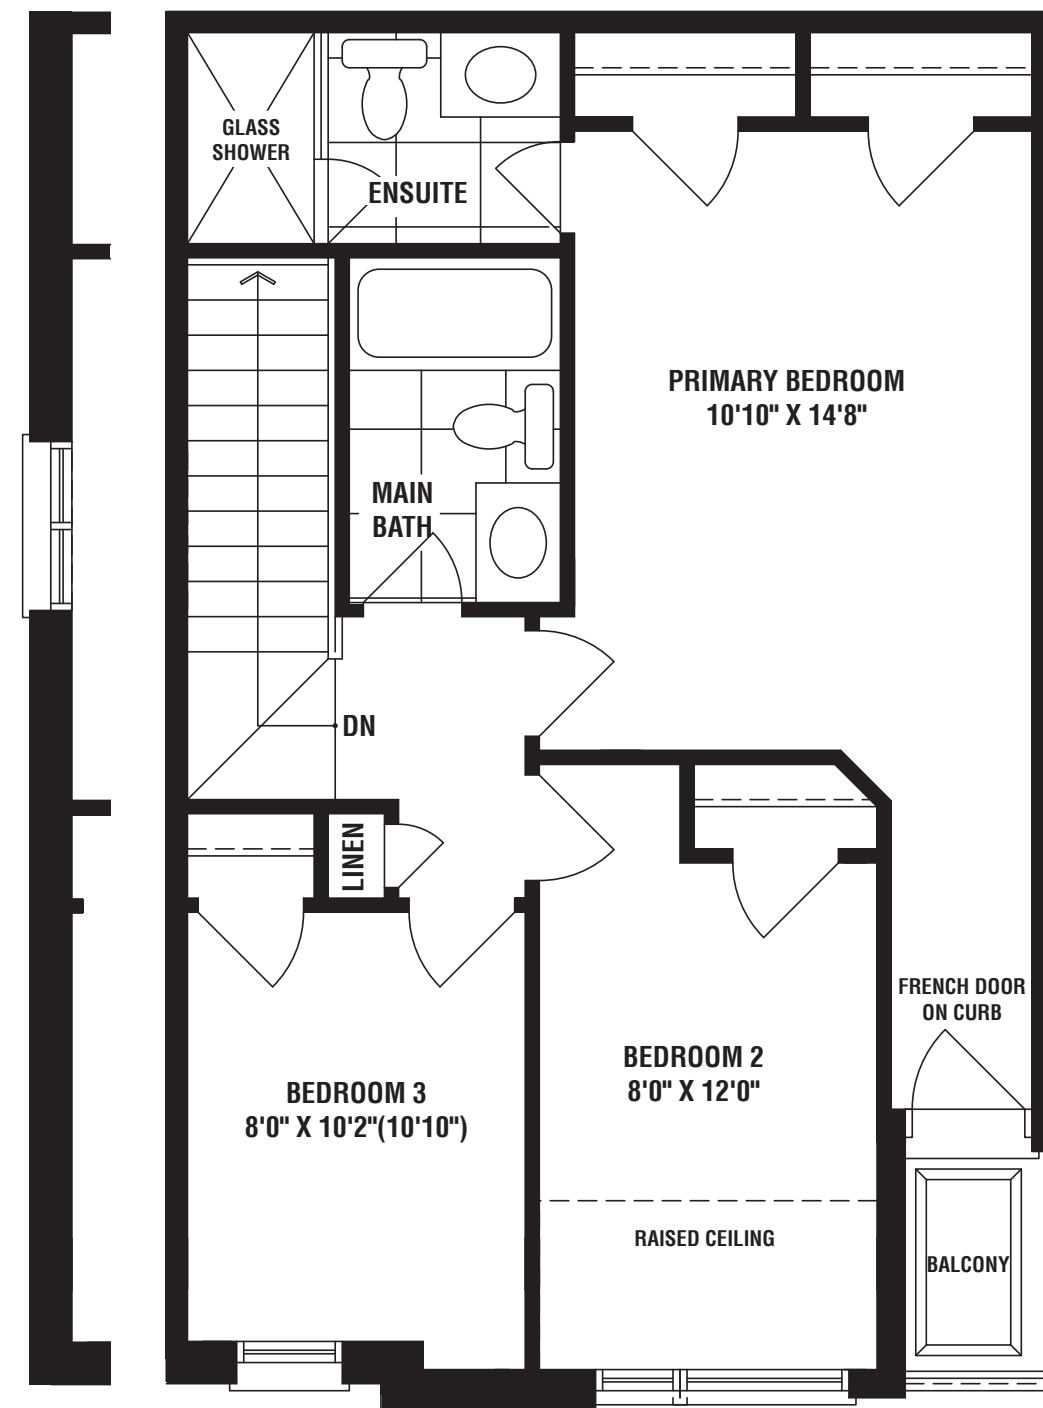 GLASS
SHOWER
ENSUITE
PRIMARY BEDROOM
10'10" X 14'8"
MAIN
BATH
DN
LINEN
FRENCH DOOR
ON CURB
BEDROOM 2
8'0" X 12'0"
BEDROOM 3
8'0" X 10'2"(10'10")
RAISED CEILING
BALCONY